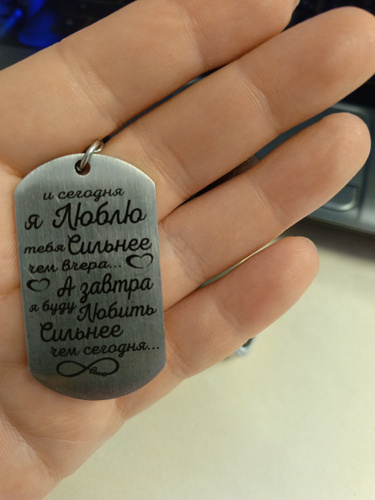 и сегодня
я Люблю
тебя Сильнее
чем вчера...
А завтра
я буду Любить
Сильнее
чем сегодня...